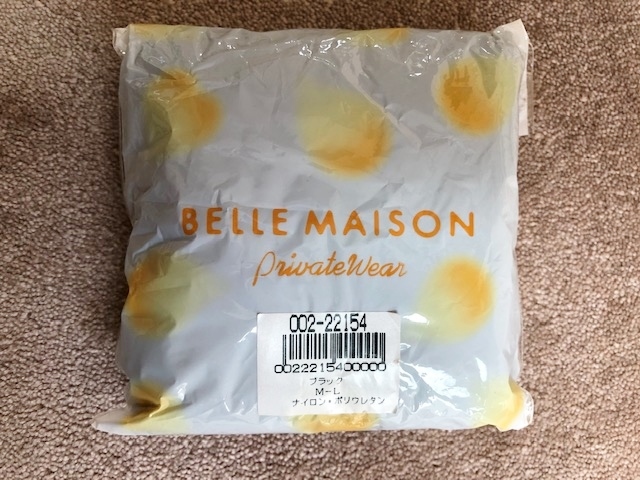 BELLE MAISON
PrivateWear
002-22154
0022215400000
ブラック
M-L
ナイロン・ポリウレタン